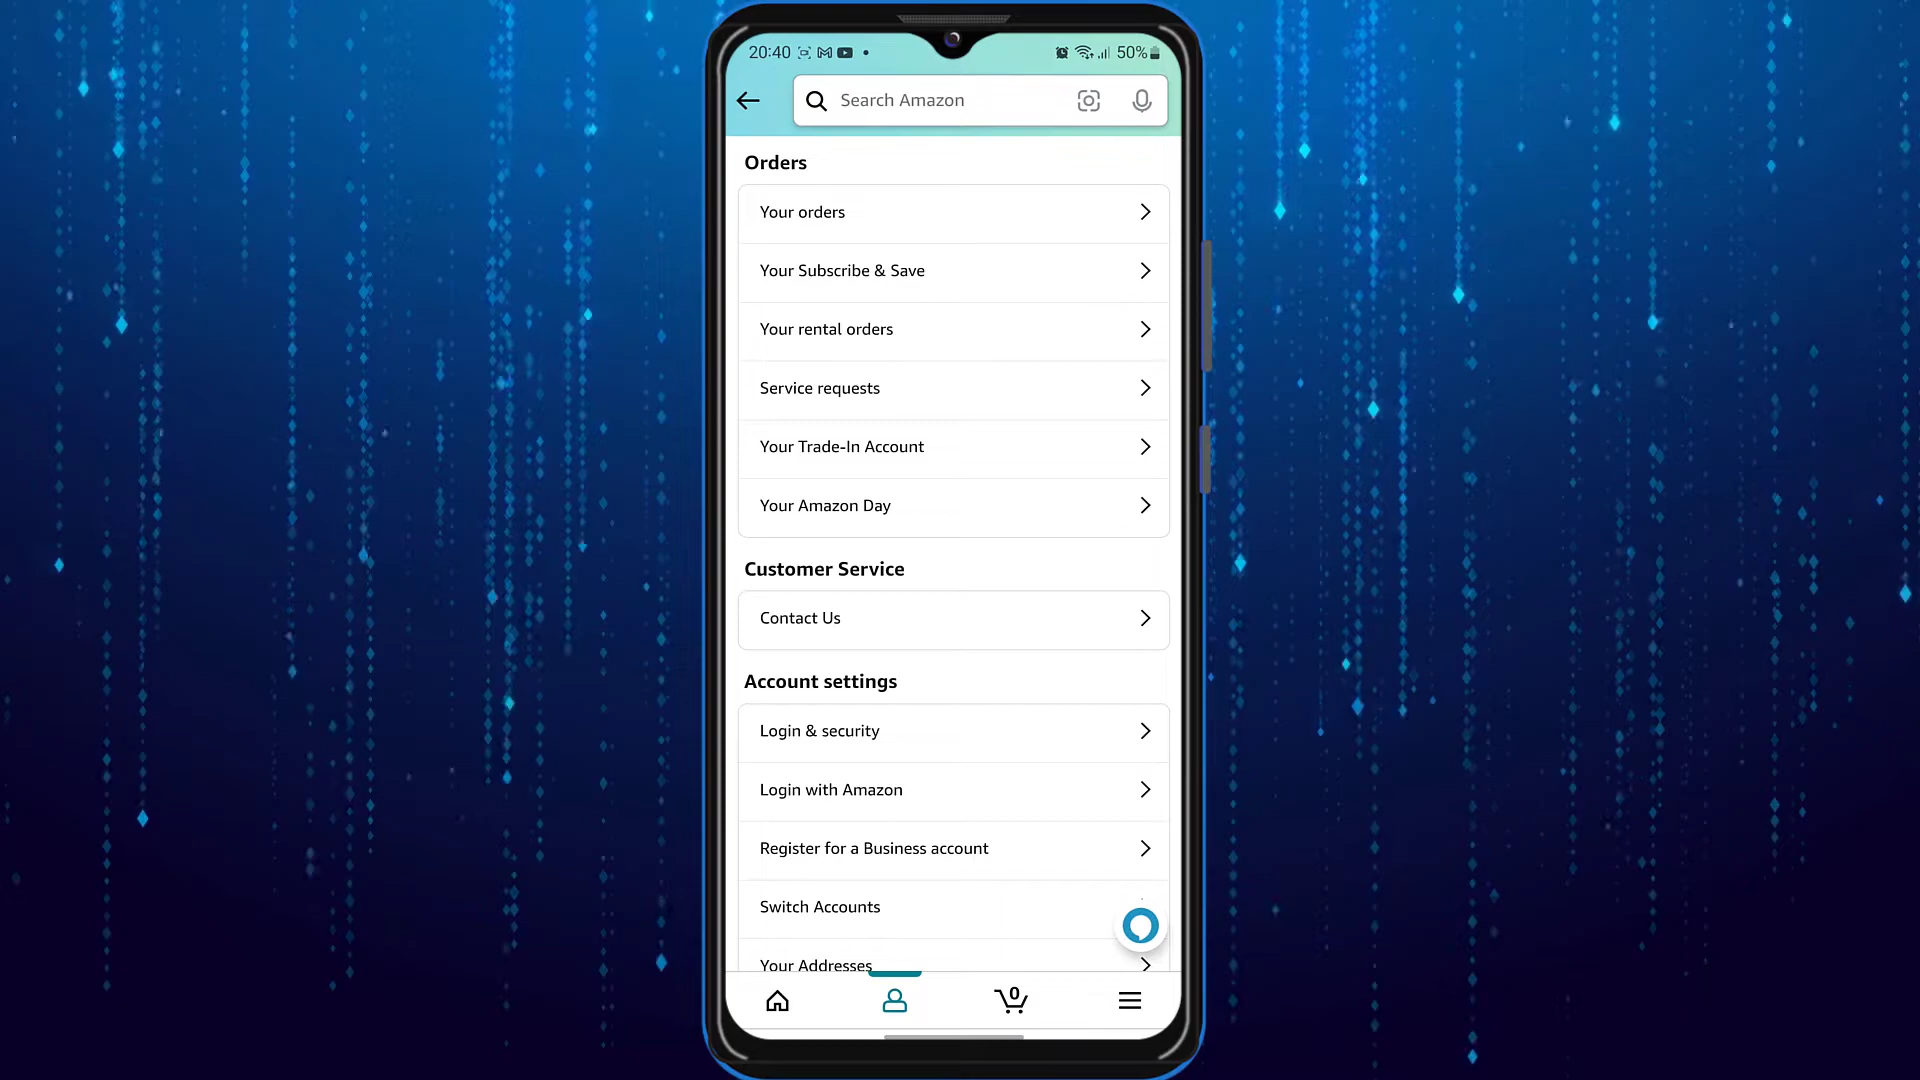 20:40
50%
Search Amazon
Orders
Your orders
Your Subscribe & Save
Your rental orders
Service requests
Your Trade-In Account
Your Amazon Day
Customer Service
Contact Us
Account settings
Login & security
Login with Amazon
Register for a Business account
Switch Accounts
Your Addresses
0